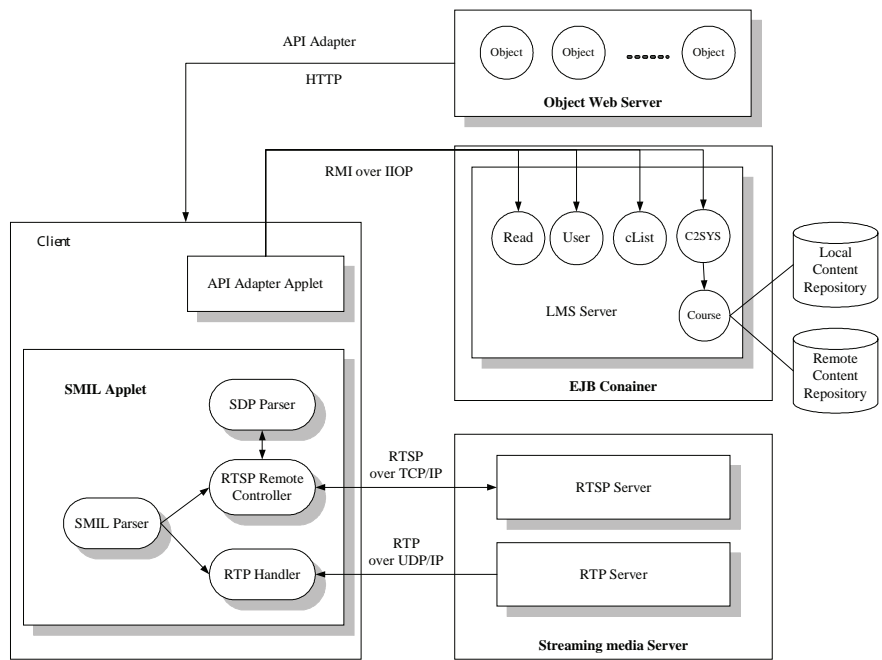 API Adapter
HTTP
Object
Object
Object
Object Web Server
RMI over IIOP
Read
User
cList
C2SYS
LMS Server
Course
EJB Conainer
Local
Content
Repository
Remote
Content
Repository
Client
API Adapter Applet
SMIL Applet
SDP Parser
RTSP Remote
Controller
SMIL Parser
RTP Handler
RTSP
over TCP/IP
RTP
over UDP/IP
RTSP Server
RTP Server
Streaming media Server